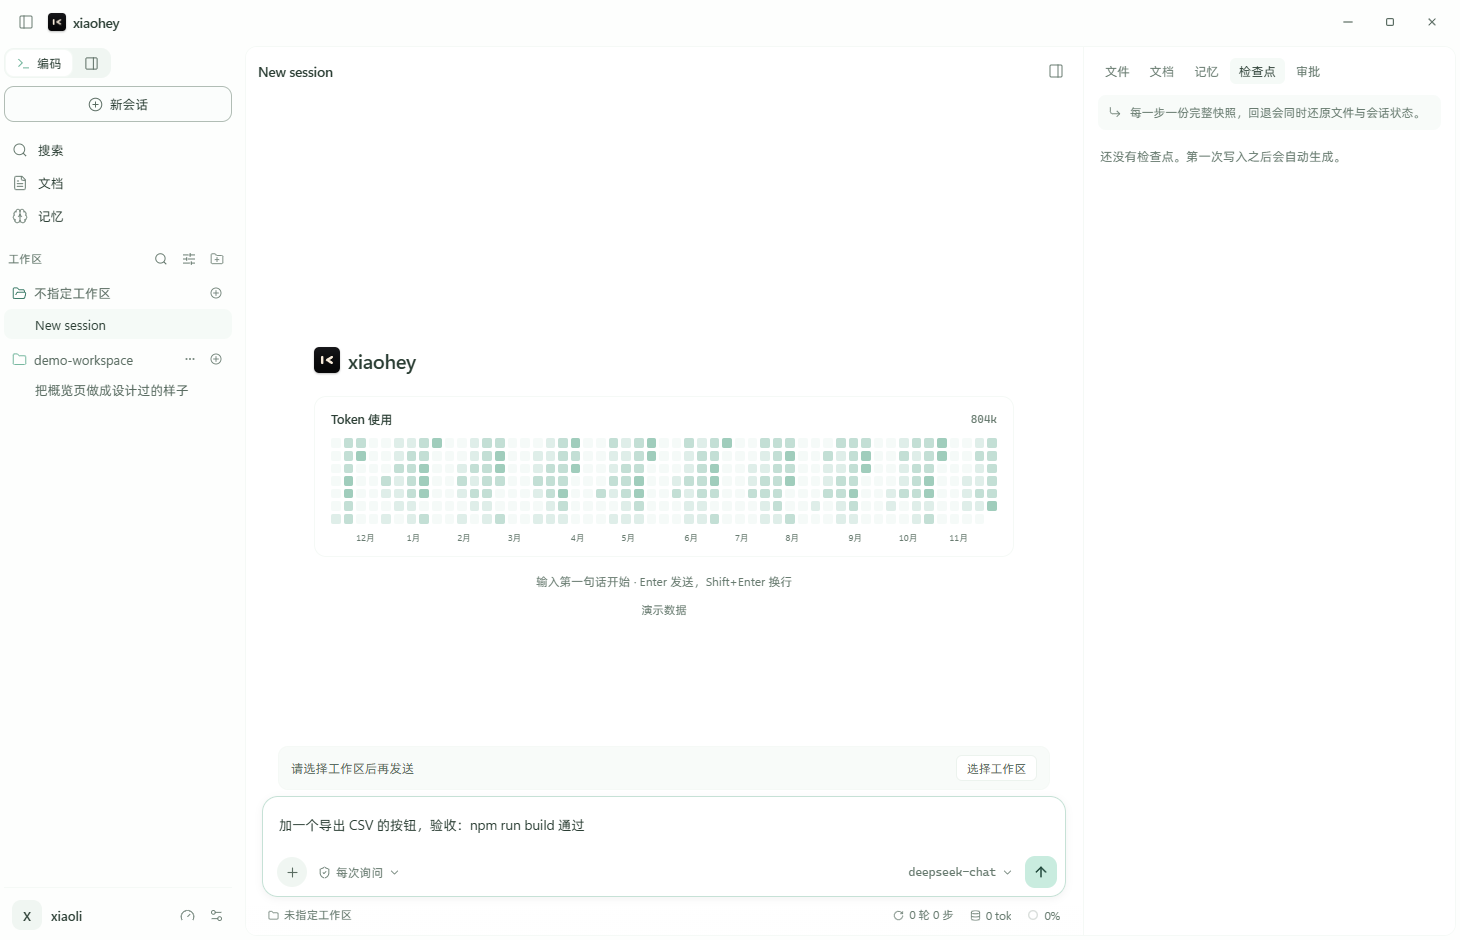 xiaohey
编码
新会话
搜索
文档
记忆
工作区
不指定工作区
New session
demo-workspace
把概览页做成设计过的样子
X xiaoli
New session
xiaohey
Token 使用 804k
12月 1月 2月 3月 4月 5月 6月 7月 8月 9月 10月 11月
输入第一句话开始 · Enter 发送，Shift+Enter 换行
演示数据
请选择工作区后再发送 选择工作区
加一个导出 CSV 的按钮，验收：npm run build 通过
每次询问 deepseek-chat
未指定工作区 0 轮 0 步 0 tok 0%
文件 文档 记忆 检查点 审批
每一步一份完整快照，回退会同时还原文件与会话状态。
还没有检查点。第一次写入之后会自动生成。